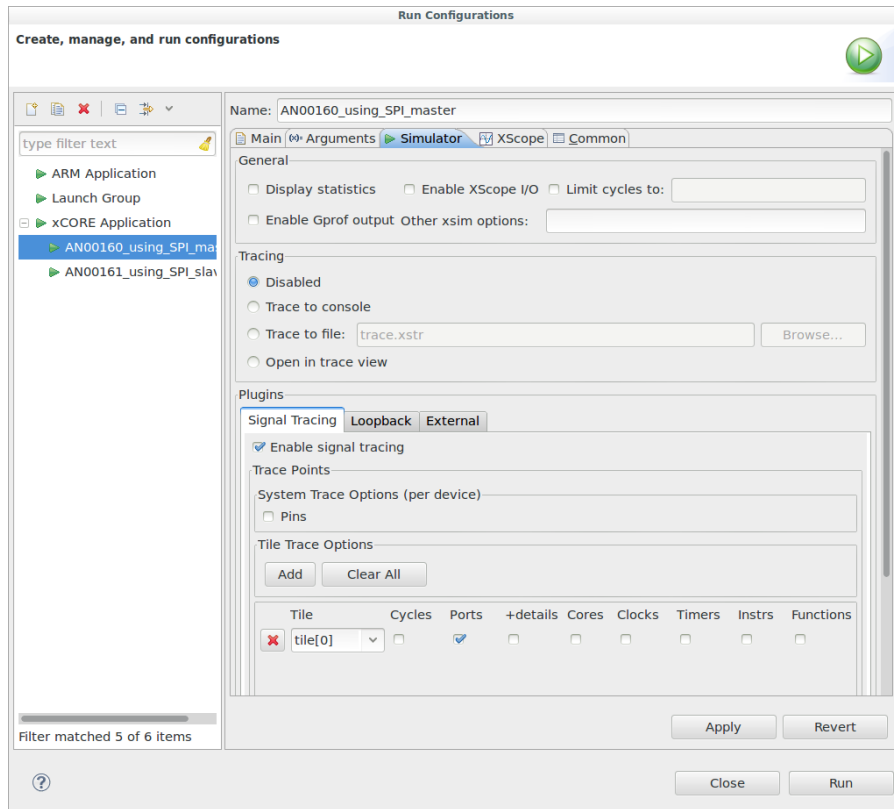 Run Configurations
Create, manage, and run configurations
type filter text
ARM Application
Launch Group
xCORE Application
AN00160_using_SPI_mas
AN00161_using_SPI_slav
Filter matched 5 of 6 items
Name: AN00160_using_SPI_master
Main (x)= Arguments Simulator XScope Common
General
Display statistics Enable XScope I/O Limit cycles to:
Enable Gprof output Other xsim options:
Tracing
Disabled
Trace to console
Trace to file: trace.xstr Browse...
Open in trace view
Plugins
Signal Tracing Loopback External
Enable signal tracing
Trace Points
System Trace Options (per device)
Pins
Tile Trace Options
Add Clear All
Tile Cycles Ports +details Cores Clocks Timers Instrs Functions
tile[0]
Apply Revert
? Close Run